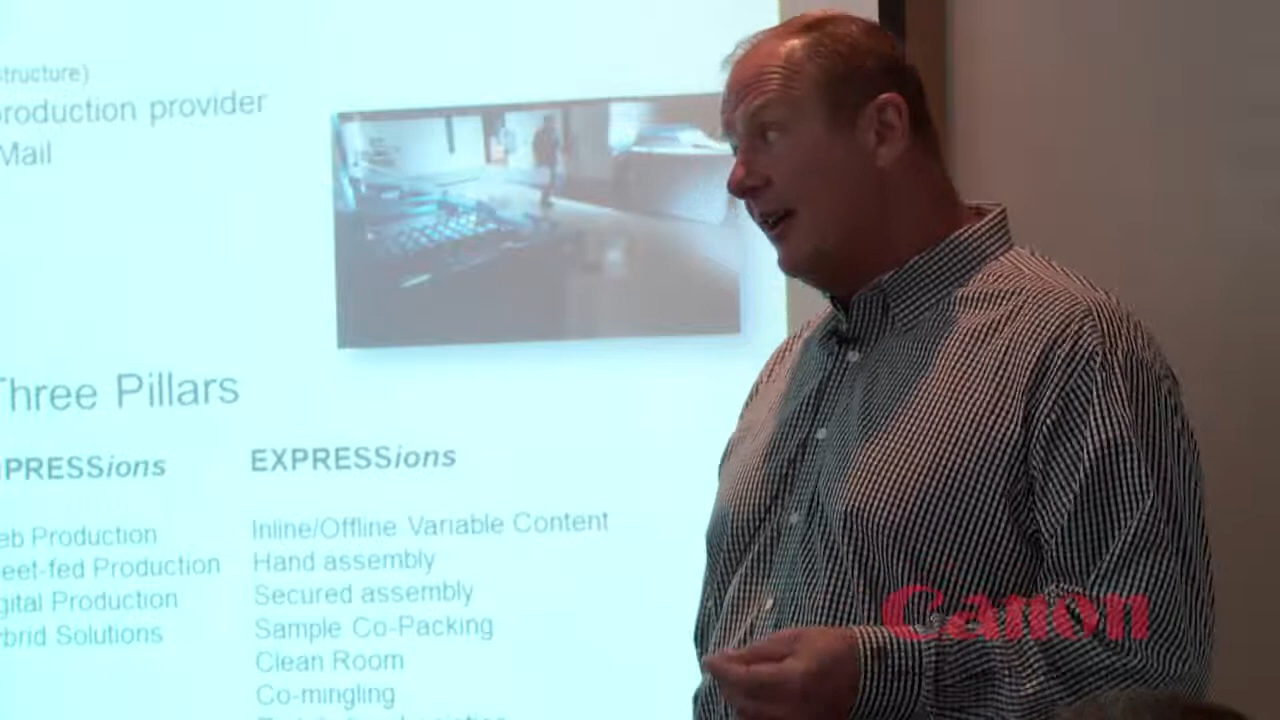 structure)
production provider
Mail
Three Pillars
PRESSions
EXPRESSions
eb Production
eet-fed Production
gital Production
brid Solutions
Inline/Offline Variable Content
Hand assembly
Secured assembly
Sample Co-Packing
Clean Room
Co-mingling
Canon